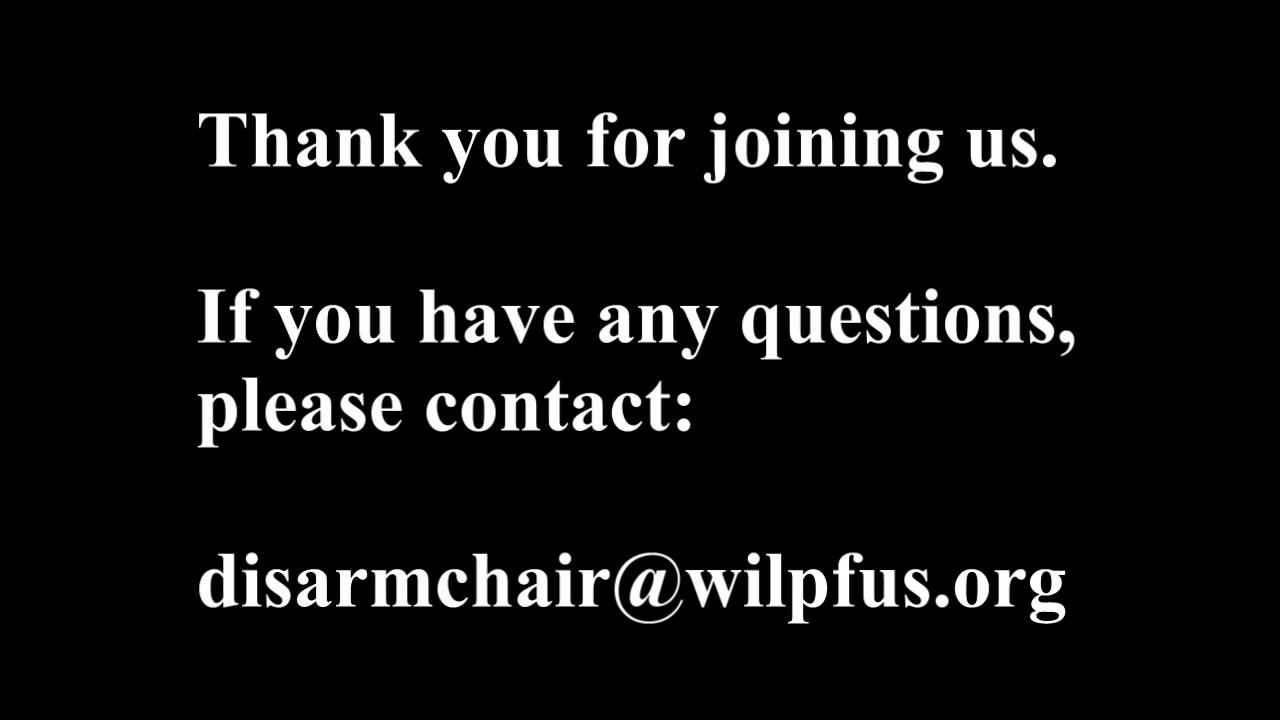 Thank you for joining us.
If you have any questions,
please contact:
disarmchair@wilpfus.org